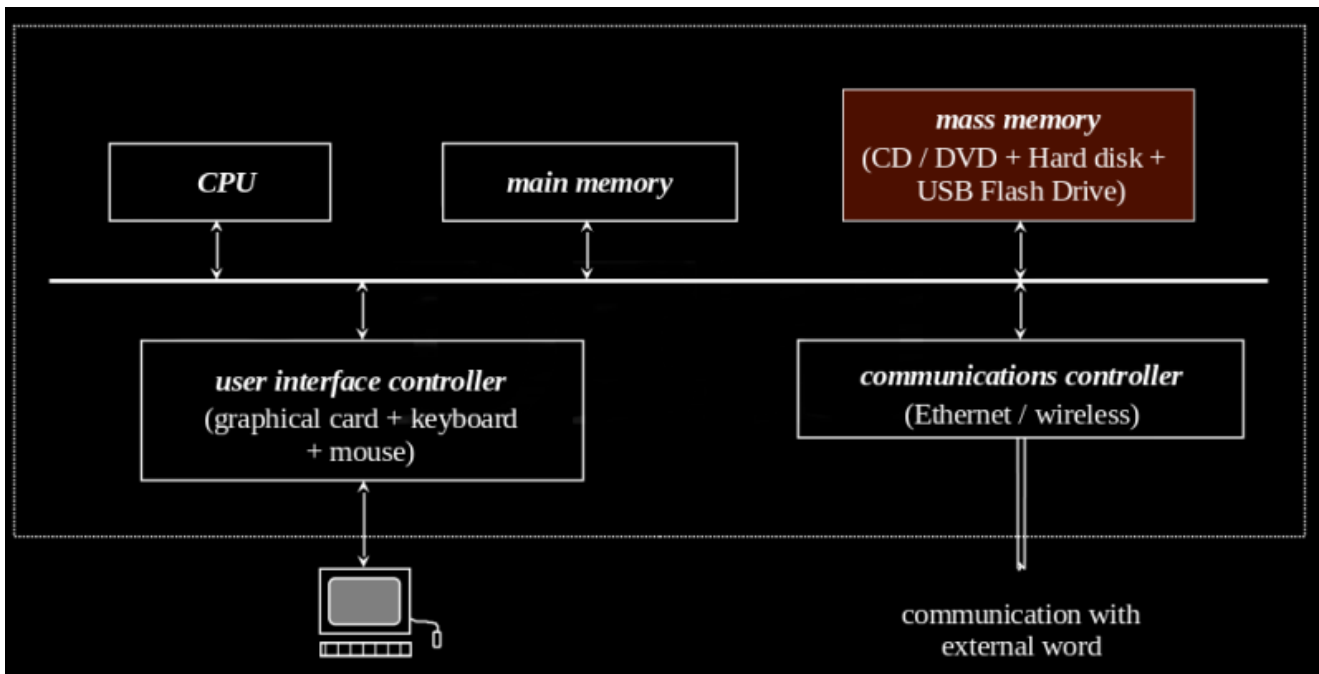 CPU
main memory
mass memory
(CD / DVD + Hard disk +
USB Flash Drive)
user interface controller
(graphical card + keyboard
+ mouse)
communications controller
(Ethernet / wireless)
communication with
external word